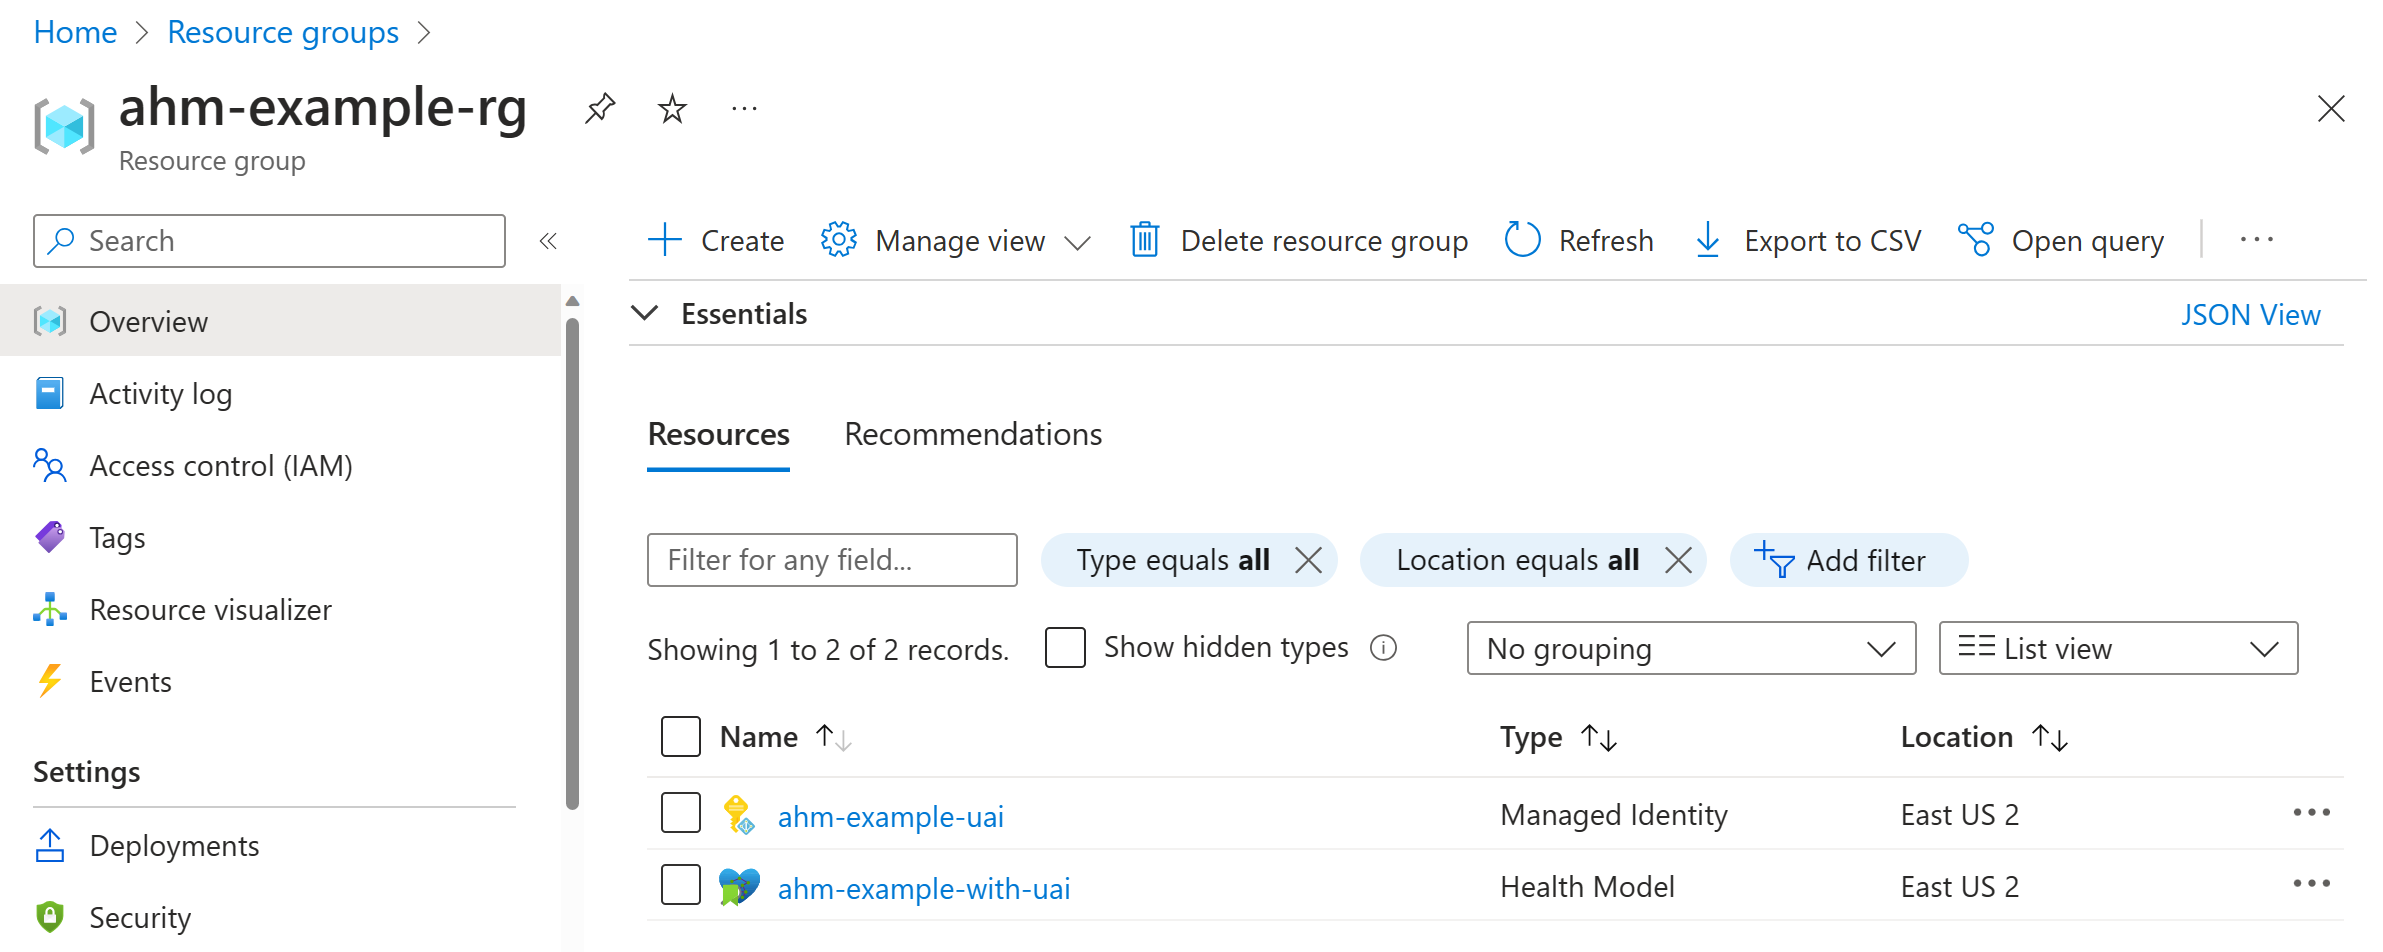 Home > Resource groups >
ahm-example-rg
Resource group
Search
Overview
Activity log
Access control (IAM)
Tags
Resource visualizer
Events
Settings
Deployments
Security
Create Manage view Delete resource group Refresh Export to CSV Open query
Essentials JSON View
Resources Recommendations
Filter for any field... Type equals all Location equals all Add filter
Showing 1 to 2 of 2 records. Show hidden types No grouping List view
Name Type Location
ahm-example-uai Managed Identity East US 2
ahm-example-with-uai Health Model East US 2